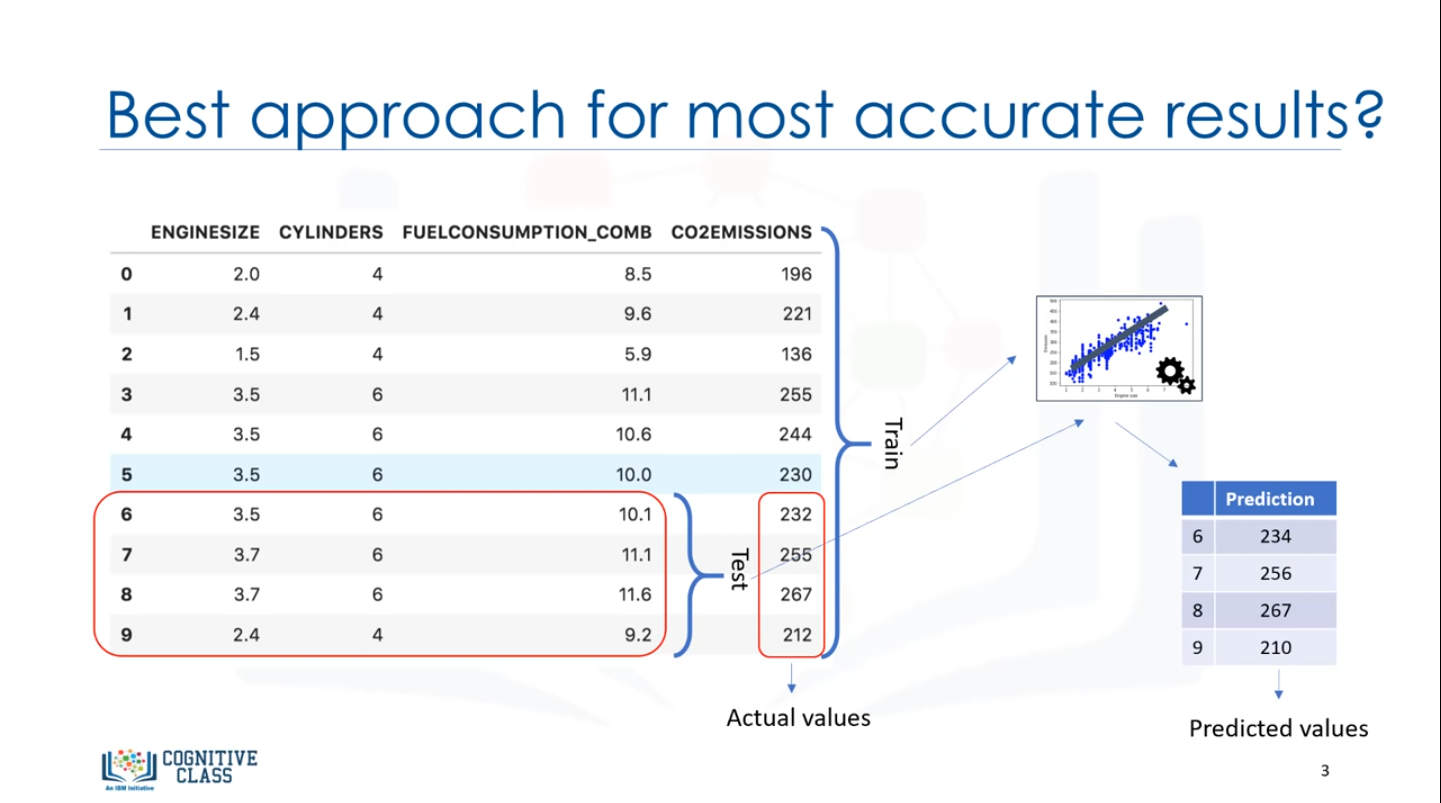 Best approach for most accurate results?
ENGINESIZE CYLINDERS FUELCONSUMPTION_COMB CO2EMISSIONS
0 2.0 4 8.5 196
1 2.4 4 9.6 221
2 1.5 4 5.9 136
3 3.5 6 11.1 255
4 3.5 6 10.6 244
5 3.5 6 10.0 230
6 3.5 6 10.1 232
7 3.7 6 11.1 255
8 3.7 6 11.6 267
9 2.4 4 9.2 212
Test
Train
Actual values
Engine size
Prediction
6 234
7 256
8 267
9 210
Predicted values
COGNITIVE
CLASS
An IBM Initiative
3